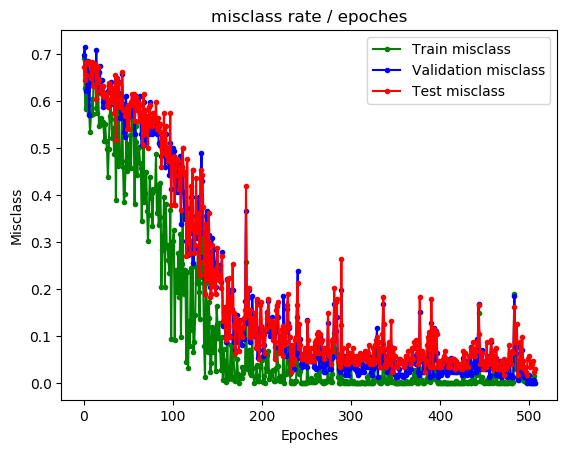 misclass rate / epoches
Train misclass
Validation misclass
Test misclass
Misclass
0.7
0.6
0.5
0.4
0.3
0.2
0.1
0.0
0 100 200 300 400 500
Epoches